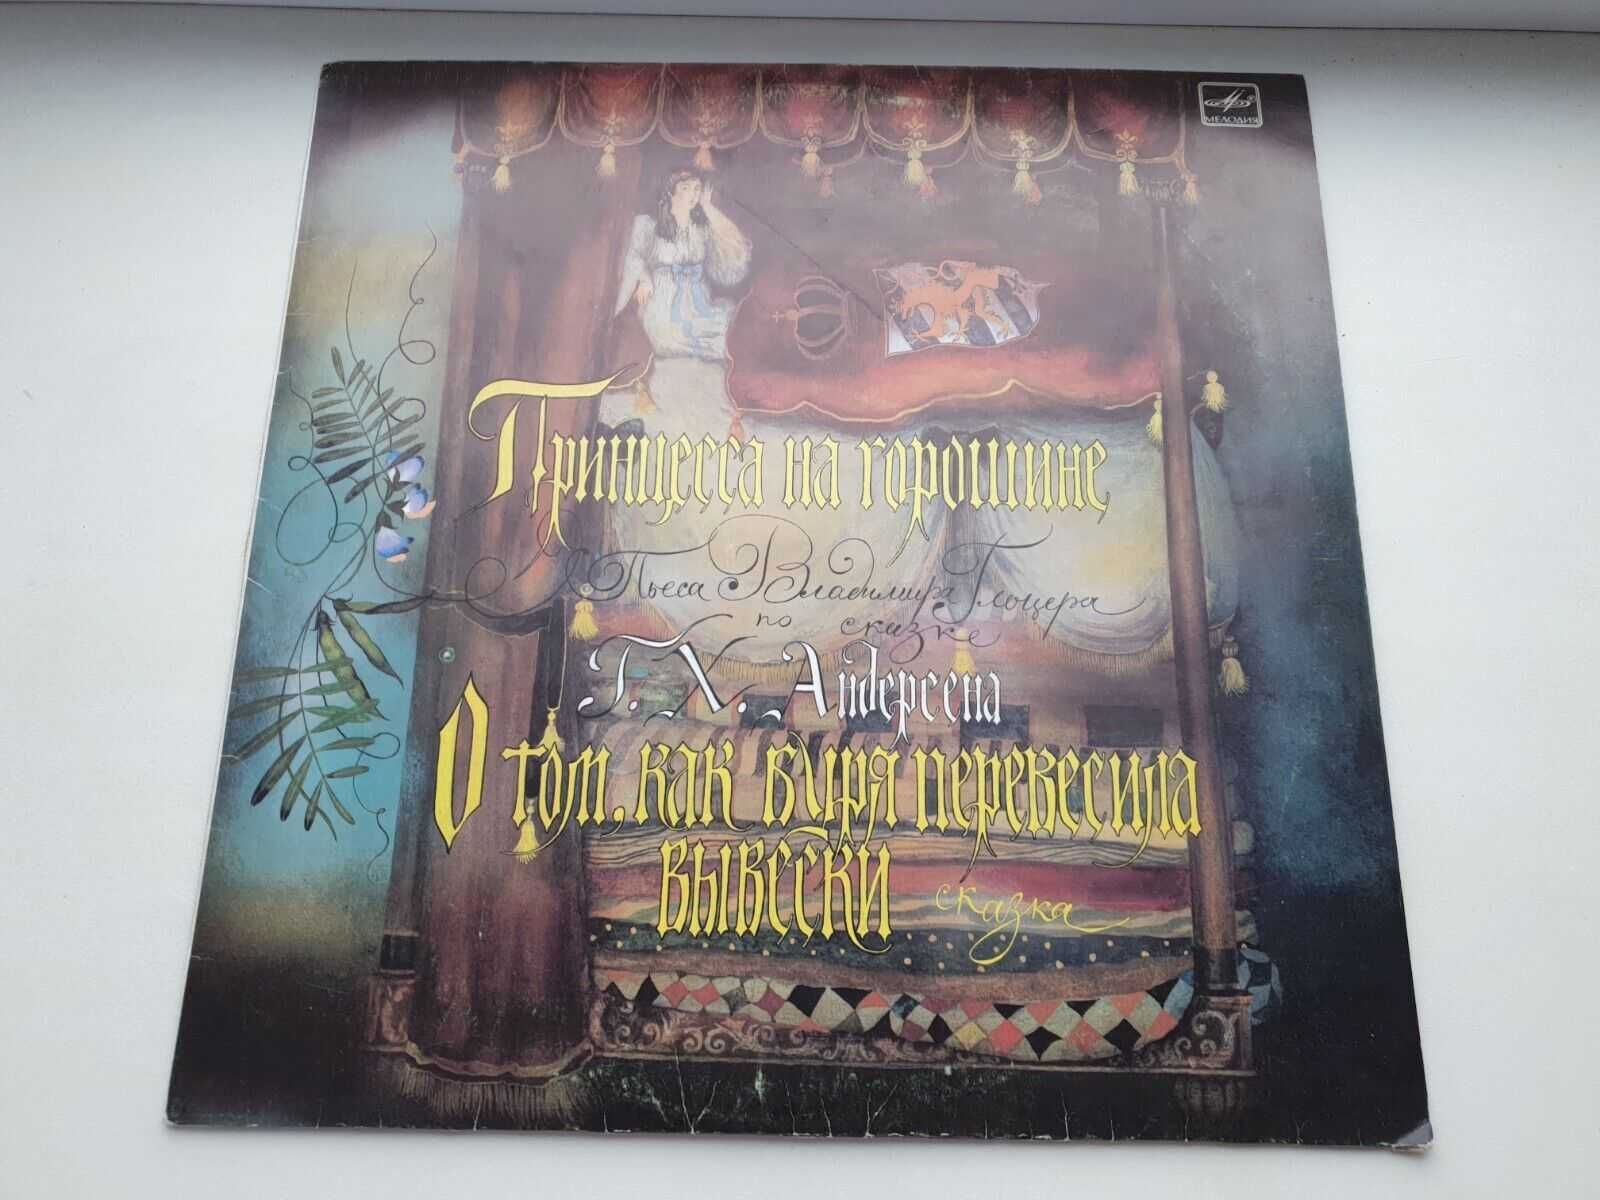 МЕЛОДИЯ
Принцесса на горошине
Пьеса Владимира Глоцера
по сказке
Г. Х. Андерсена
О том, как буря перевесила
вывески сказка